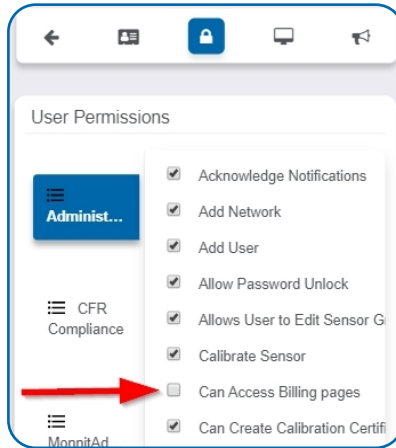 User Permissions
Administ...
CFR
Compliance
MonnitAd
Acknowledge Notifications
Add Network
Add User
Allow Password Unlock
Allows User to Edit Sensor G
Calibrate Sensor
Can Access Billing pages
Can Create Calibration Certifi